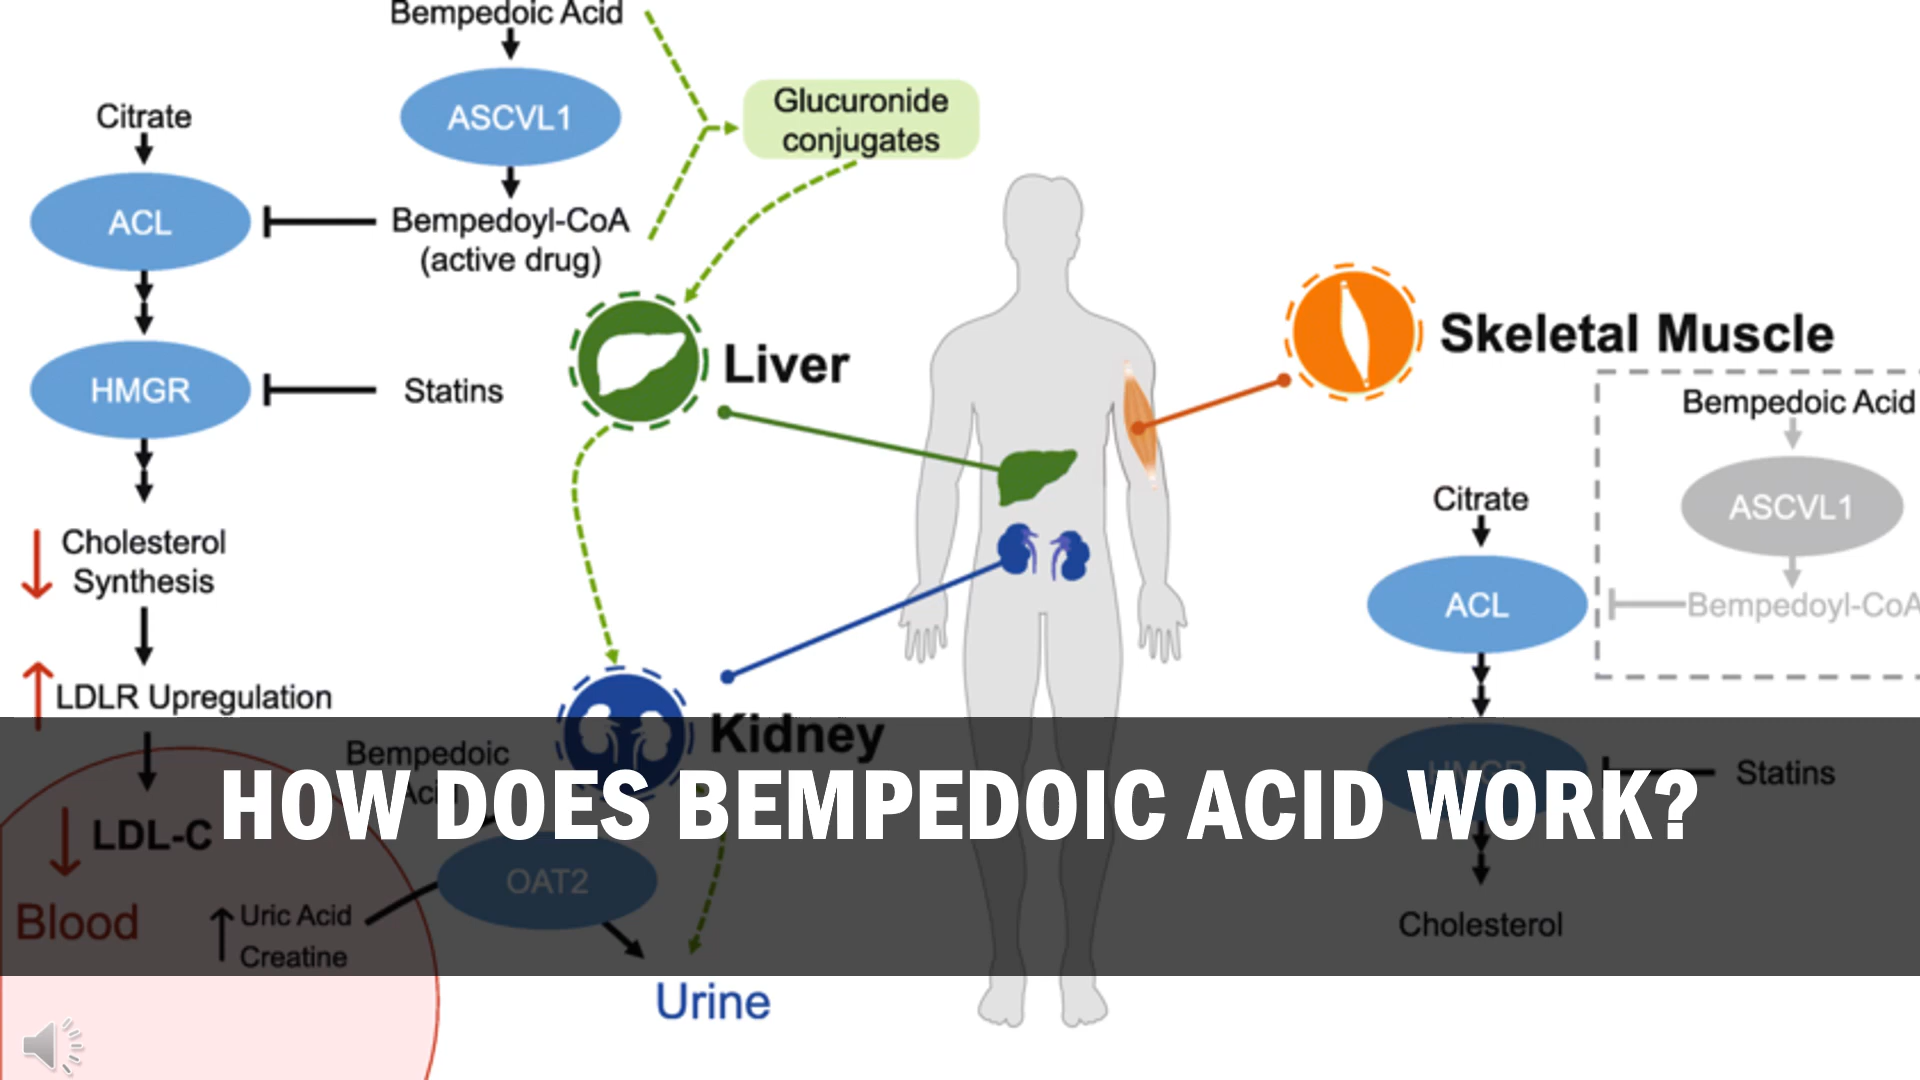 Bempedoic Acid
ASCVL1
Bempedoyl-CoA
(active drug)
Glucuronide
conjugates
Citrate
ACL
HMGR
Statins
Cholesterol
Synthesis
LDLR Upregulation
LDL-C
Blood
Uric Acid
Creatine
Liver
Kidney
Bempedoic
Acid
OAT2
Urine
Skeletal Muscle
Bempedoic Acid
ASCVL1
Bempedoyl-CoA
Citrate
ACL
HMGR
Statins
Cholesterol
HOW DOES BEMPEDOIC ACID WORK?